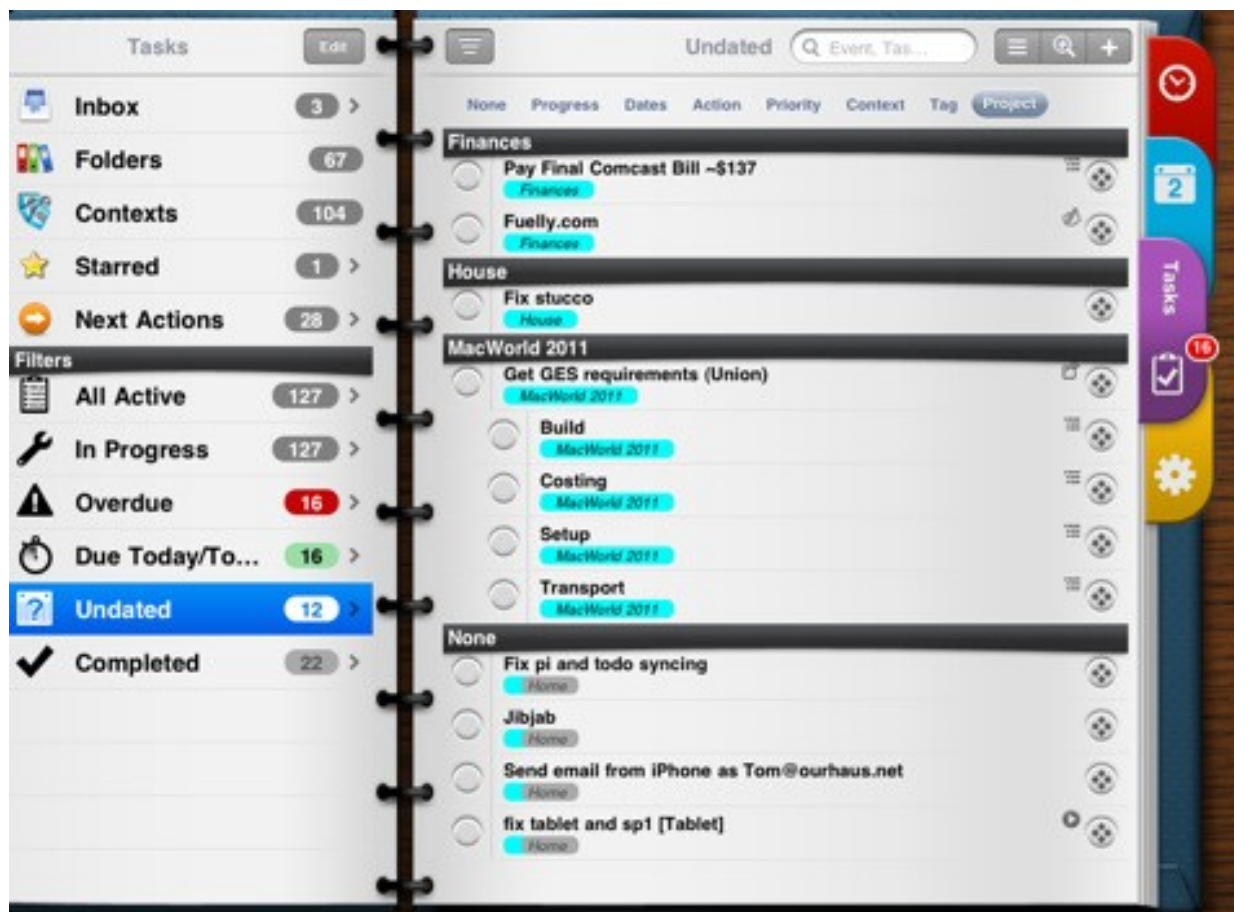 Tasks
Edit
Inbox 3
Folders 67
Contexts 104
Starred 1
Next Actions 28
Filters
All Active 127
In Progress 127
Overdue 16
Due Today/To... 16
Undated 12
Completed 22
Undated
Event, Tas...
None Progress Dates Action Priority Context Tag Project
Finances
Pay Final Comcast Bill ~$137
Finances
Fuelly.com
Finances
House
Fix stucco
House
MacWorld 2011
Get GES requirements (Union)
MacWorld 2011
Build
MacWorld 2011
Costing
MacWorld 2011
Setup
MacWorld 2011
Transport
MacWorld 2011
None
Fix pi and todo syncing
Home
Jibjab
Home
Send email from iPhone as Tom@ourhaus.net
Home
fix tablet and sp1 [Tablet]
Home
2
Tasks
16